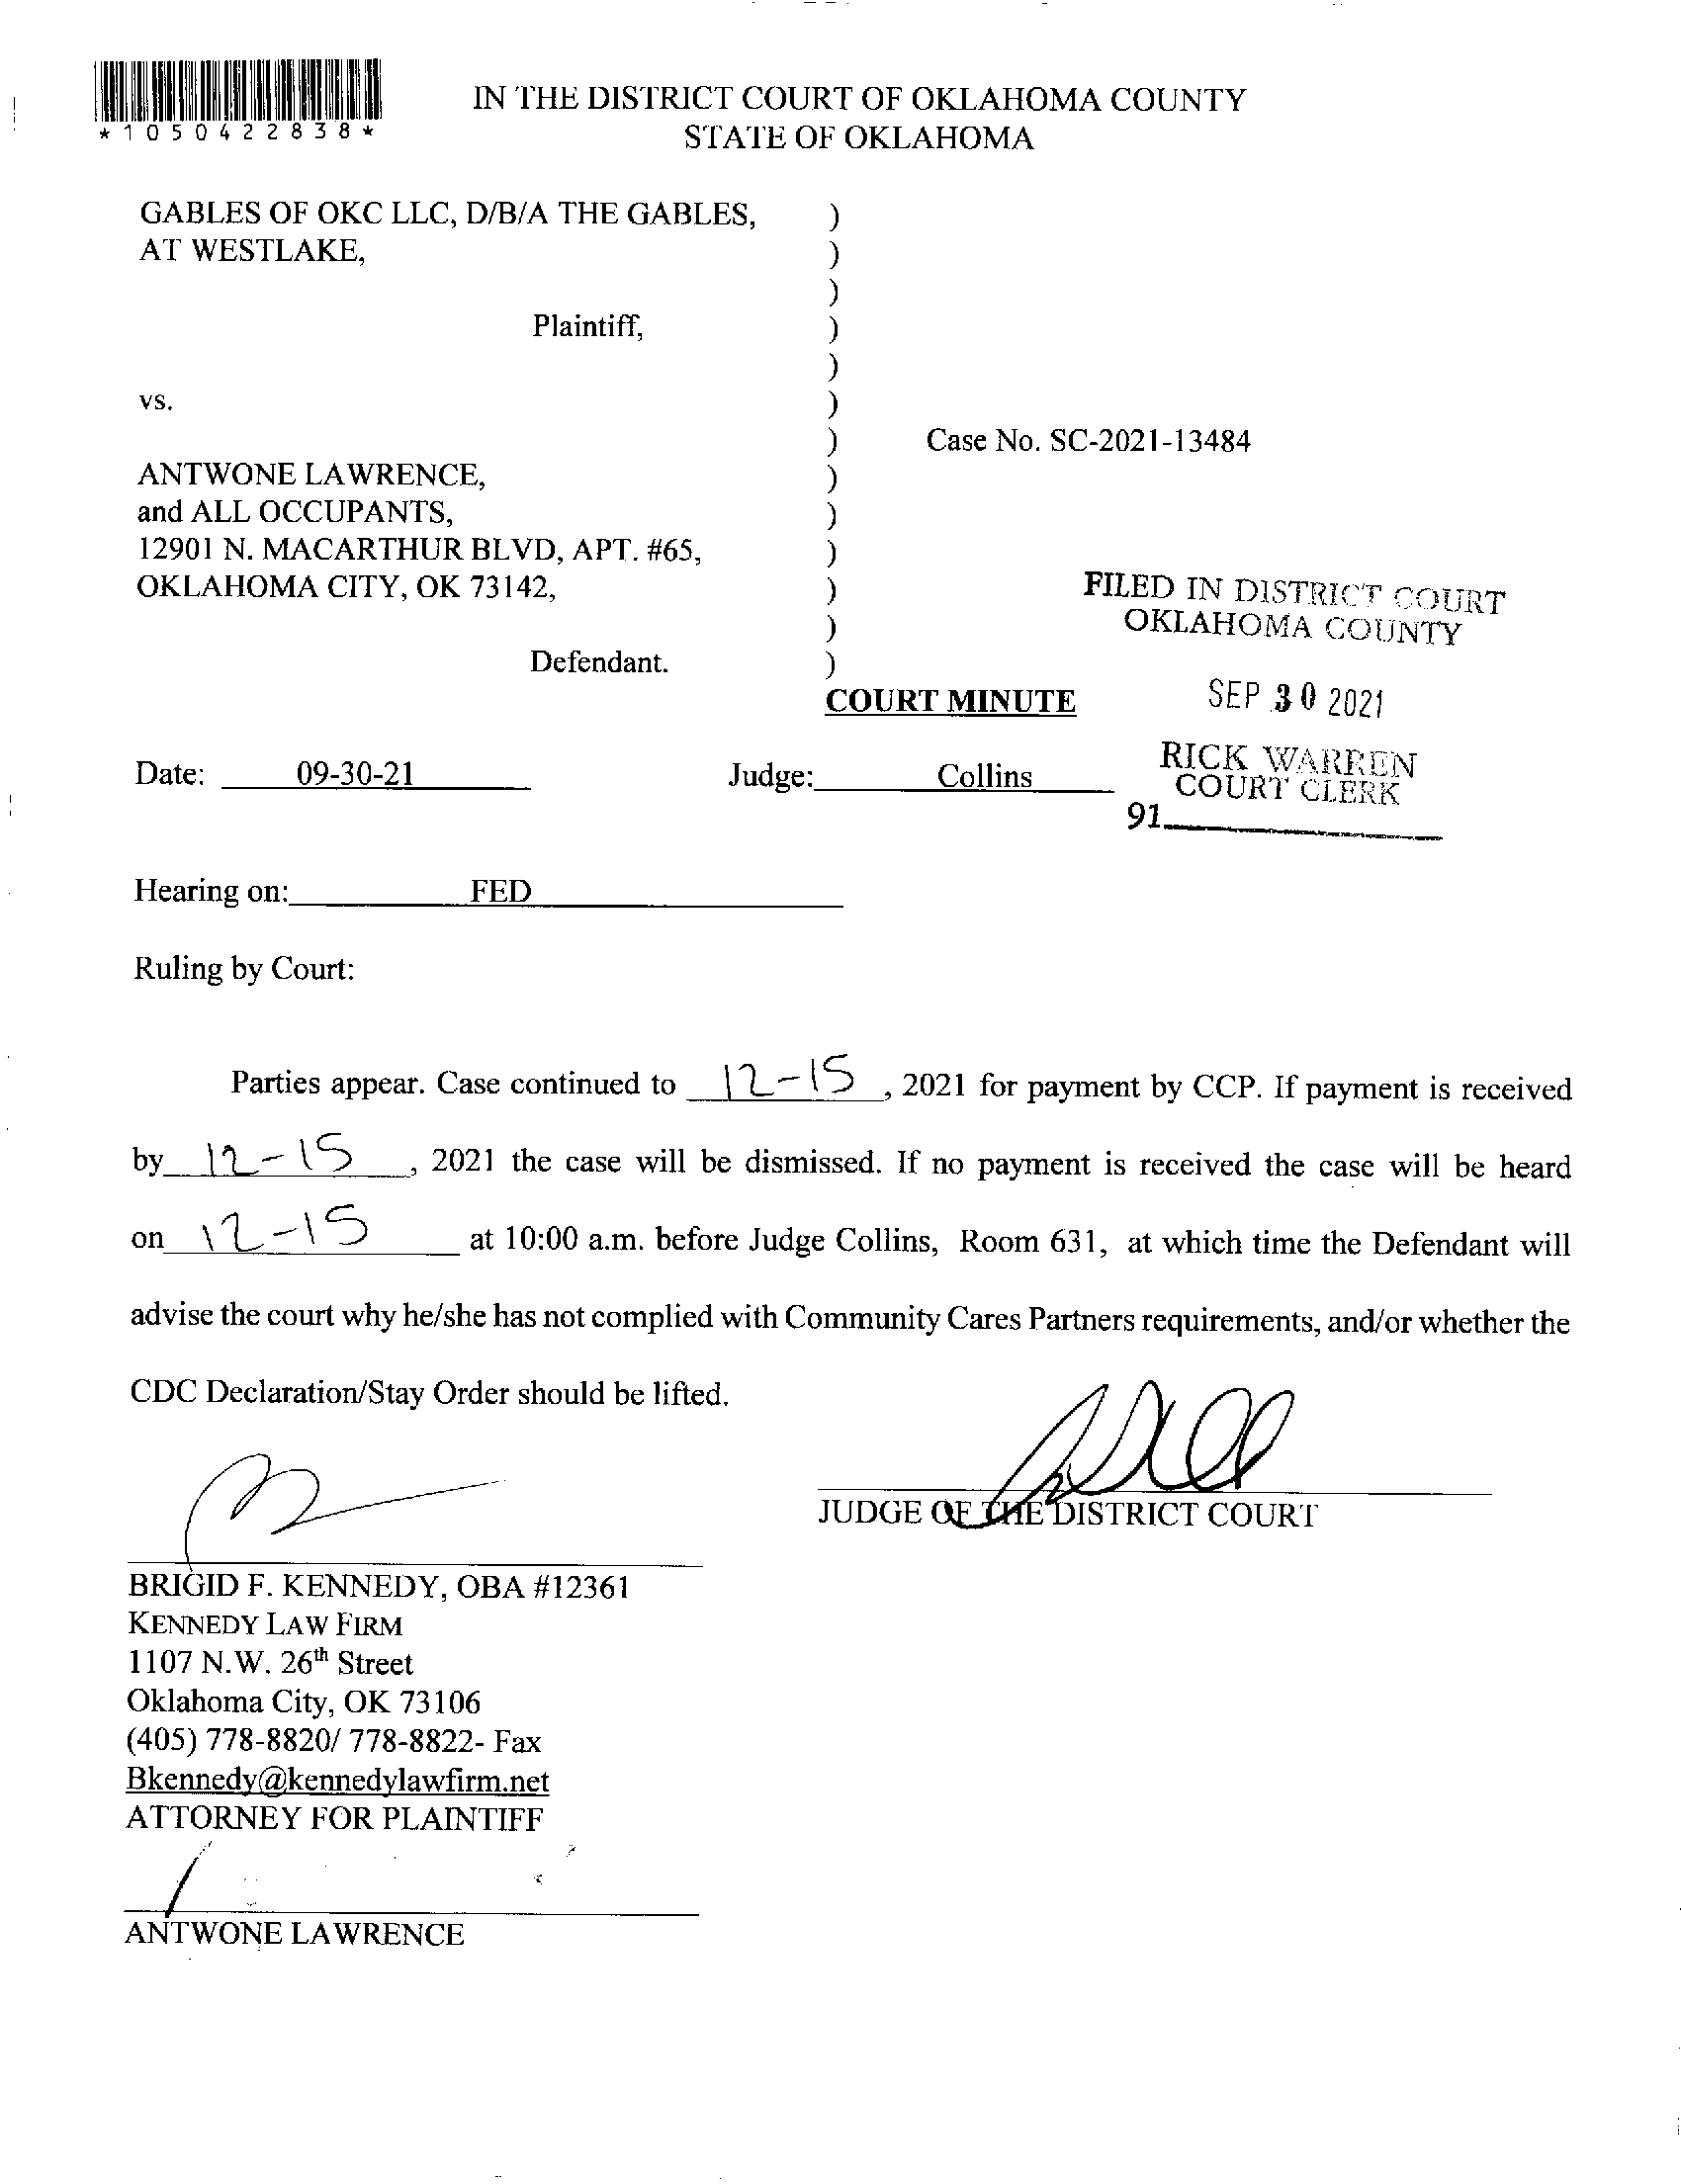 *1050422838*
IN THE DISTRICT COURT OF OKLAHOMA COUNTY
STATE OF OKLAHOMA
GABLES OF OKC LLC, D/B/A THE GABLES, )
AT WESTLAKE, )
)
Plaintiff, )
)
vs. )
) Case No. SC-2021-13484
ANTWONE LAWRENCE, )
and ALL OCCUPANTS, )
12901 N. MACARTHUR BLVD, APT. #65, )
OKLAHOMA CITY, OK 73142, )
)
Defendant. )
FILED IN DISTRICT COURT
OKLAHOMA COUNTY
SEP 30 2021
RICK WARREN
COURT CLERK
91
COURT MINUTE
Date: 09-30-21 Judge: Collins
Hearing on: FED
Ruling by Court:
Parties appear. Case continued to 12-15, 2021 for payment by CCP. If payment is received
by 12-15, 2021 the case will be dismissed. If no payment is received the case will be heard
on 12-15 at 10:00 a.m. before Judge Collins, Room 631, at which time the Defendant will
advise the court why he/she has not complied with Community Cares Partners requirements, and/or whether the
CDC Declaration/Stay Order should be lifted.
JUDGE OF THE DISTRICT COURT
BRIGID F. KENNEDY, OBA #12361
KENNEDY LAW FIRM
1107 N.W. 26th Street
Oklahoma City, OK 73106
(405) 778-8820/ 778-8822- Fax
Bkennedy@kennedylawfirm.net
ATTORNEY FOR PLAINTIFF
ANTWONE LAWRENCE